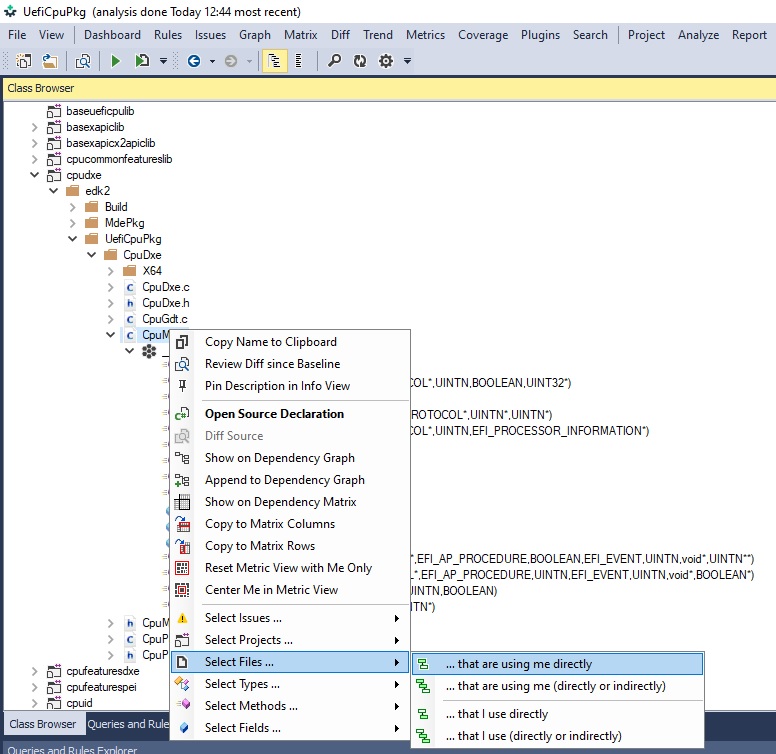 UefiCpuPkg (analysis done Today 12:44 most recent)
File View Dashboard Rules Issues Graph Matrix Diff Trend Metrics Coverage Plugins Search Project Analyze Report
Class Browser
baseueficpulib
basexapiclib
basexapicx2apiclib
cpucommonfeatureslib
cpudxe
edk2
Build
MdePkg
UefiCpuPkg
CpuDxe
X64
CpuDxe.c
CpuDxe.h
CpuGdt.c
CpuM
Copy Name to Clipboard
Review Diff since Baseline
Pin Description in Info View
OL*,UINTN,BOOLEAN,UINT32*)
Open Source Declaration
ROTOCOL*,UINTN*,UINTN*)
Diff Source
OL*,UINTN,EFI_PROCESSOR_INFORMATION*)
Show on Dependency Graph
Append to Dependency Graph
Show on Dependency Matrix
Copy to Matrix Columns
Copy to Matrix Rows
*,EFI_AP_PROCEDURE,BOOLEAN,EFI_EVENT,UINTN,void*,UINTN**)
Reset Metric View with Me Only
*,EFI_AP_PROCEDURE,UINTN,EFI_EVENT,UINTN,void*,BOOLEAN*)
Center Me in Metric View
INTN,BOOLEAN)
TN*)
Select Issues ...
CpuM
Select Projects ...
CpuP
Select Files ...
CpuP
... that are using me directly
cpufeaturesdxe
Select Types ...
... that are using me (directly or indirectly)
cpufeaturespei
Select Methods ...
... that I use directly
cpuid
Select Fields ...
... that I use (directly or indirectly)
Class Browser Queries and Rule
Queries and Rules Explorer